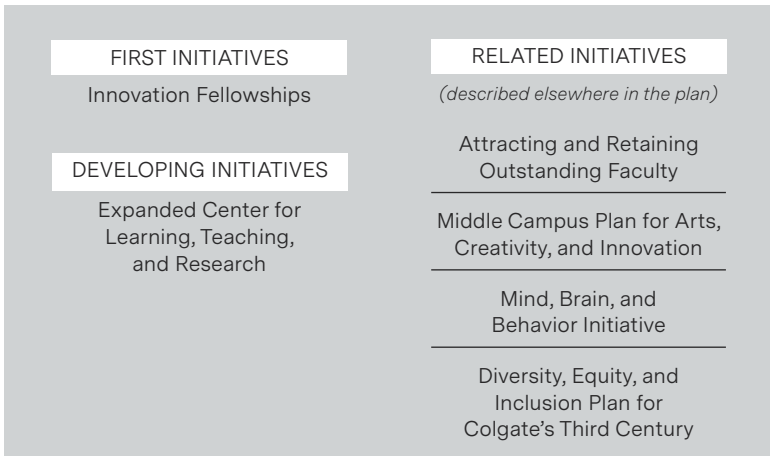 FIRST INITIATIVES
Innovation Fellowships
DEVELOPING INITIATIVES
Expanded Center for
Learning, Teaching,
and Research
RELATED INITIATIVES
(described elsewhere in the plan)
Attracting and Retaining
Outstanding Faculty
Middle Campus Plan for Arts,
Creativity, and Innovation
Mind, Brain, and
Behavior Initiative
Diversity, Equity, and
Inclusion Plan for
Colgate’s Third Century